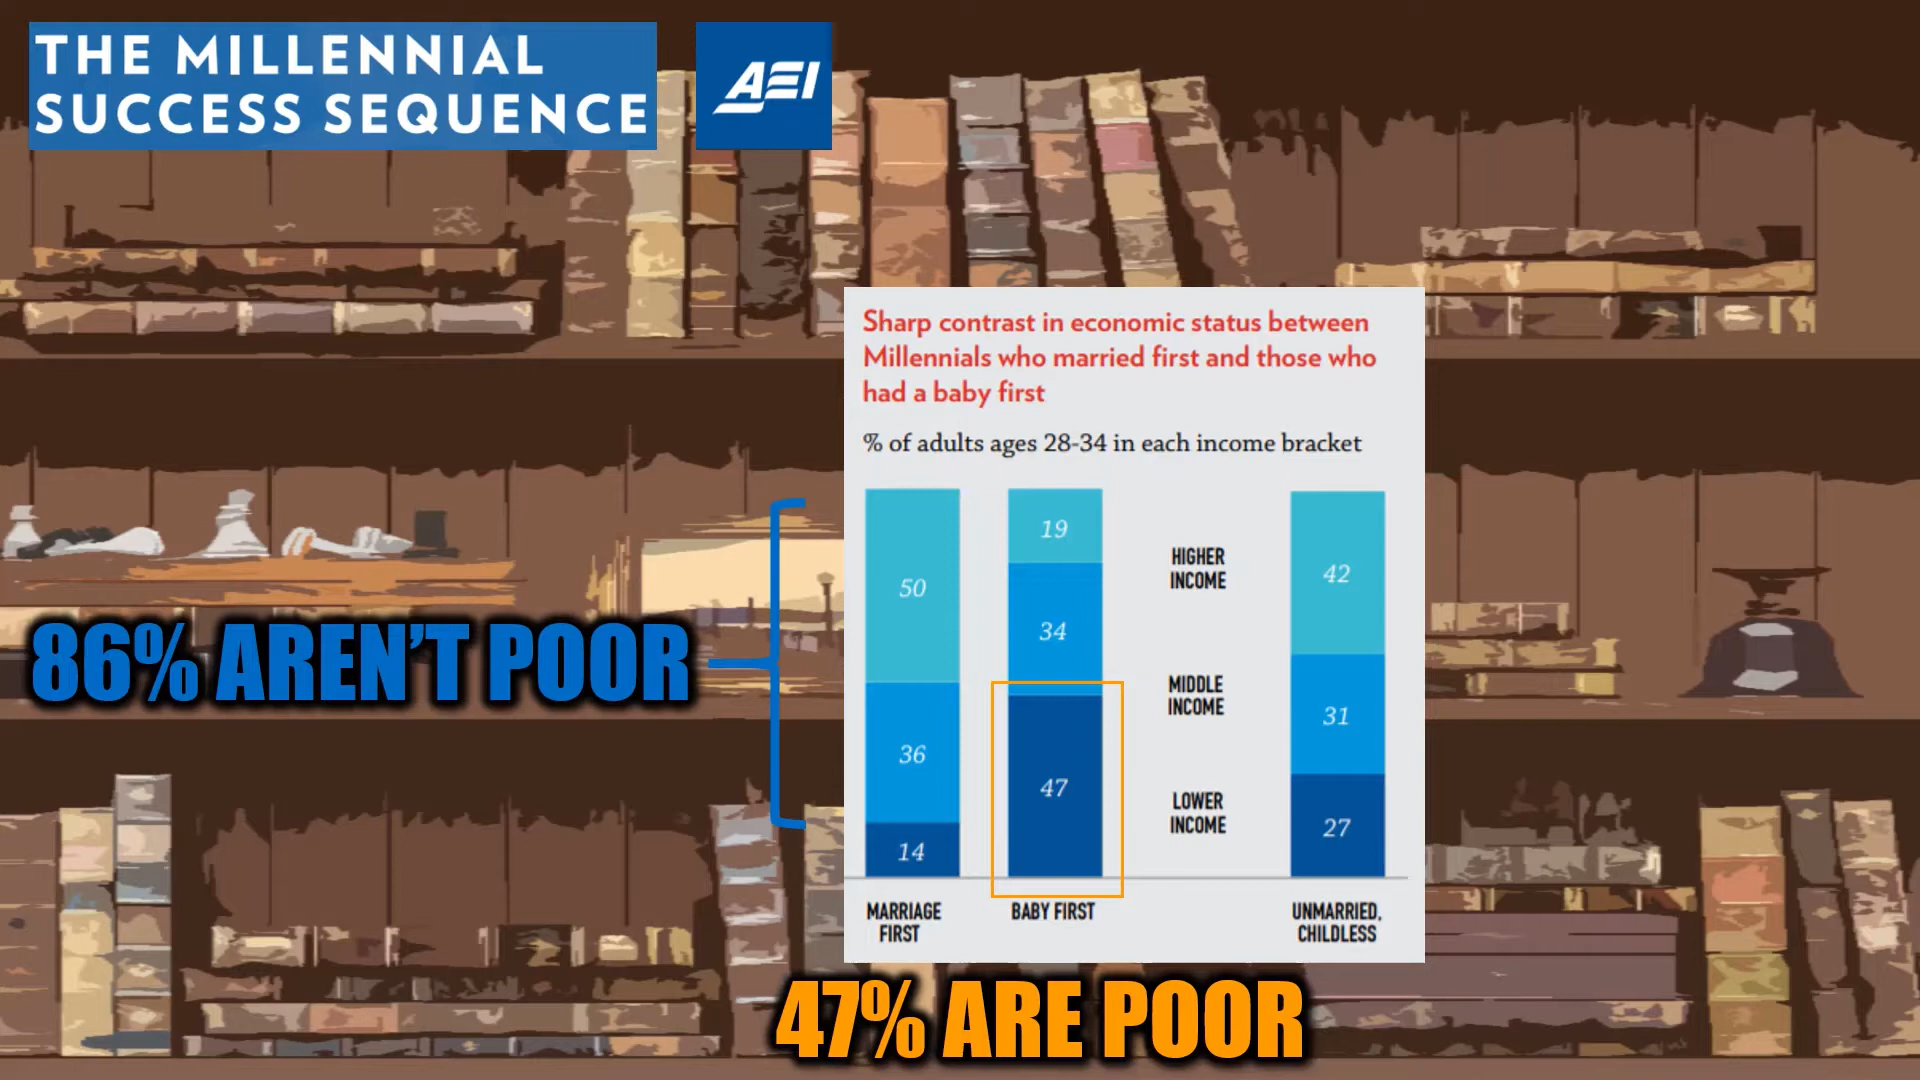 THE MILLENNIAL
SUCCESS SEQUENCE
AEI
Sharp contrast in economic status between
Millennials who married first and those who
had a baby first
% of adults ages 28-34 in each income bracket
50
36
14
19
34
47
HIGHER
INCOME
MIDDLE
INCOME
LOWER
INCOME
42
31
27
MARRIAGE
FIRST
BABY FIRST
UNMARRIED,
CHILDLESS
86% AREN'T POOR
47% ARE POOR